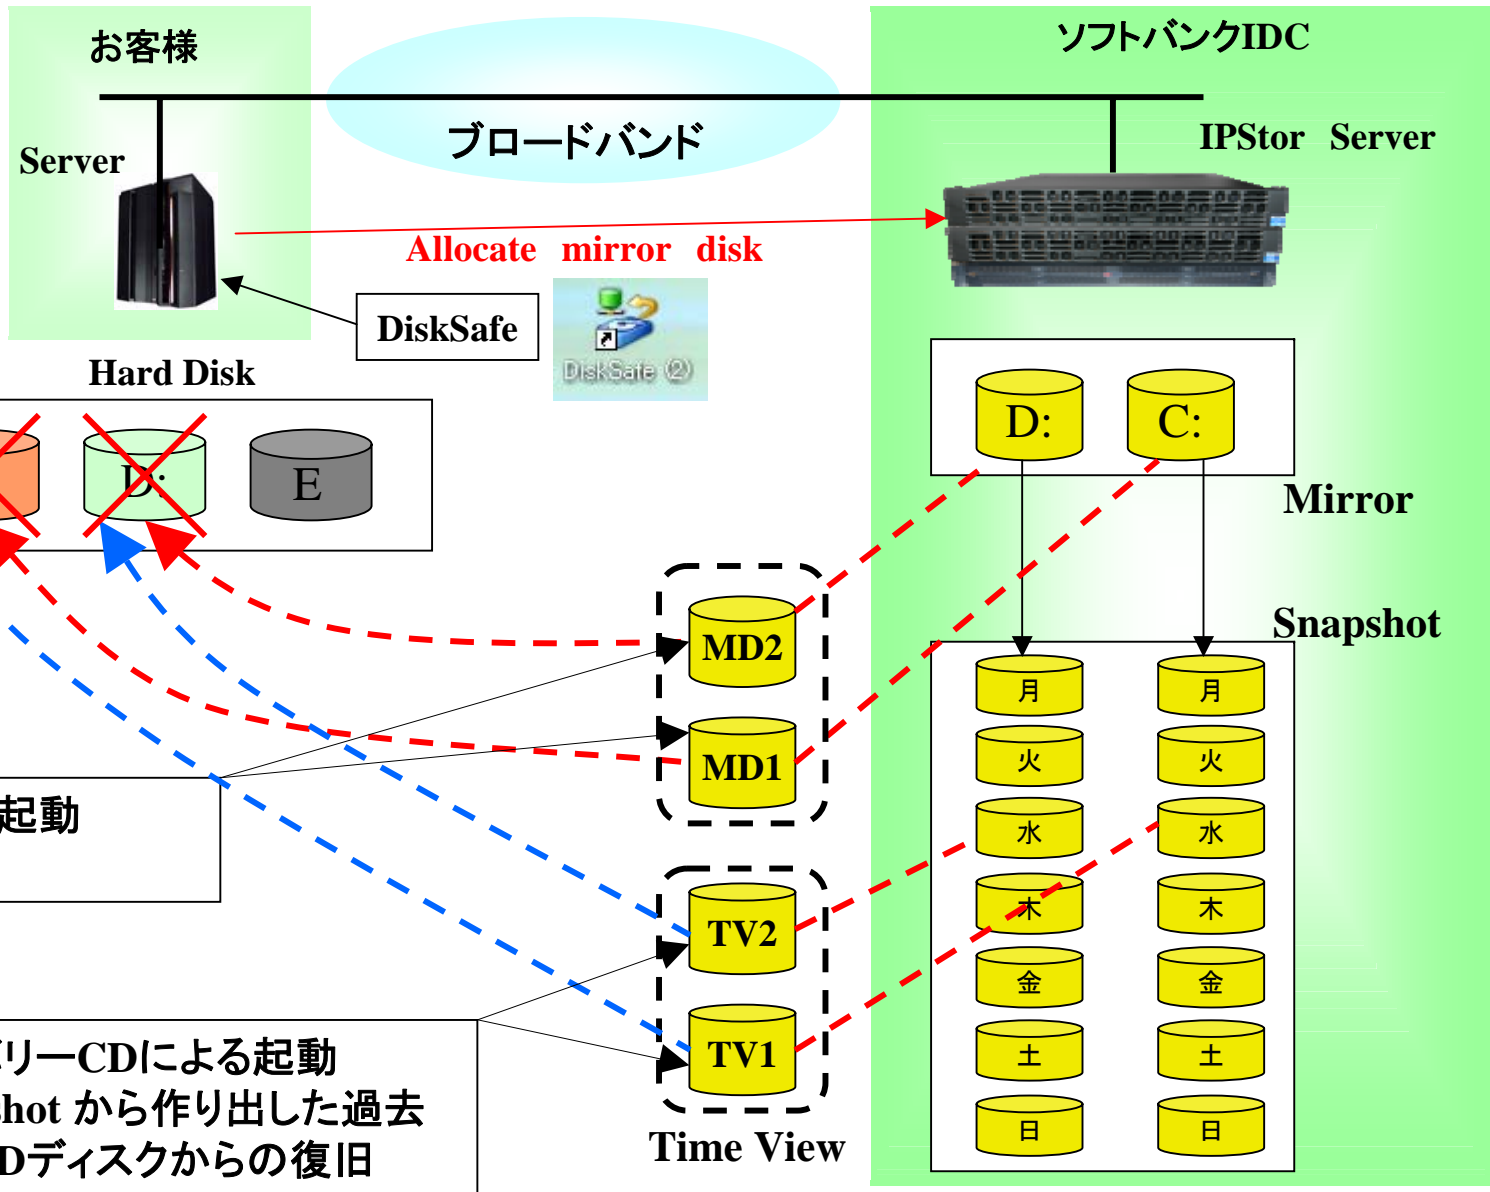 お客様
ソフトバンクIDC
ブロードバンド
Server
IPStor Server
Allocate mirror disk
DiskSafe
DiskSafe (2)
Hard Disk
D:
E
D:
C:
Mirror
MD2
MD1
Snapshot
月
月
火
火
水
水
木
木
金
金
土
土
日
日
起動
TV2
TV1
Time View
バリーCDによる起動
shot から作り出した過去
Dディスクからの復旧